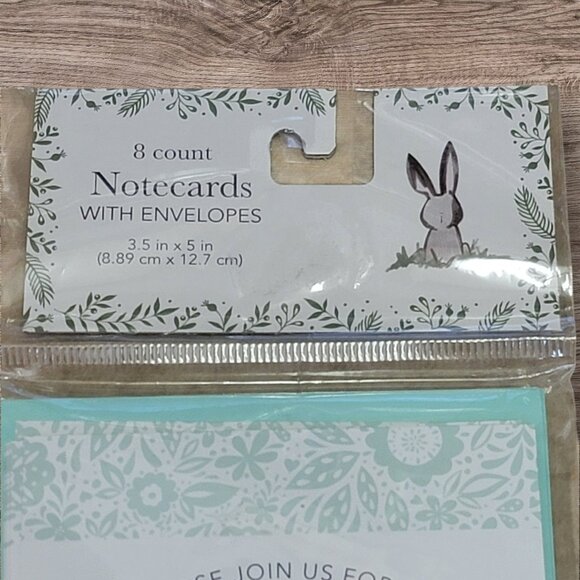 8 count
Notecards
WITH ENVELOPES
3.5 in x 5 in
(8.89 cm x 12.7 cm)
JOIN US FOR